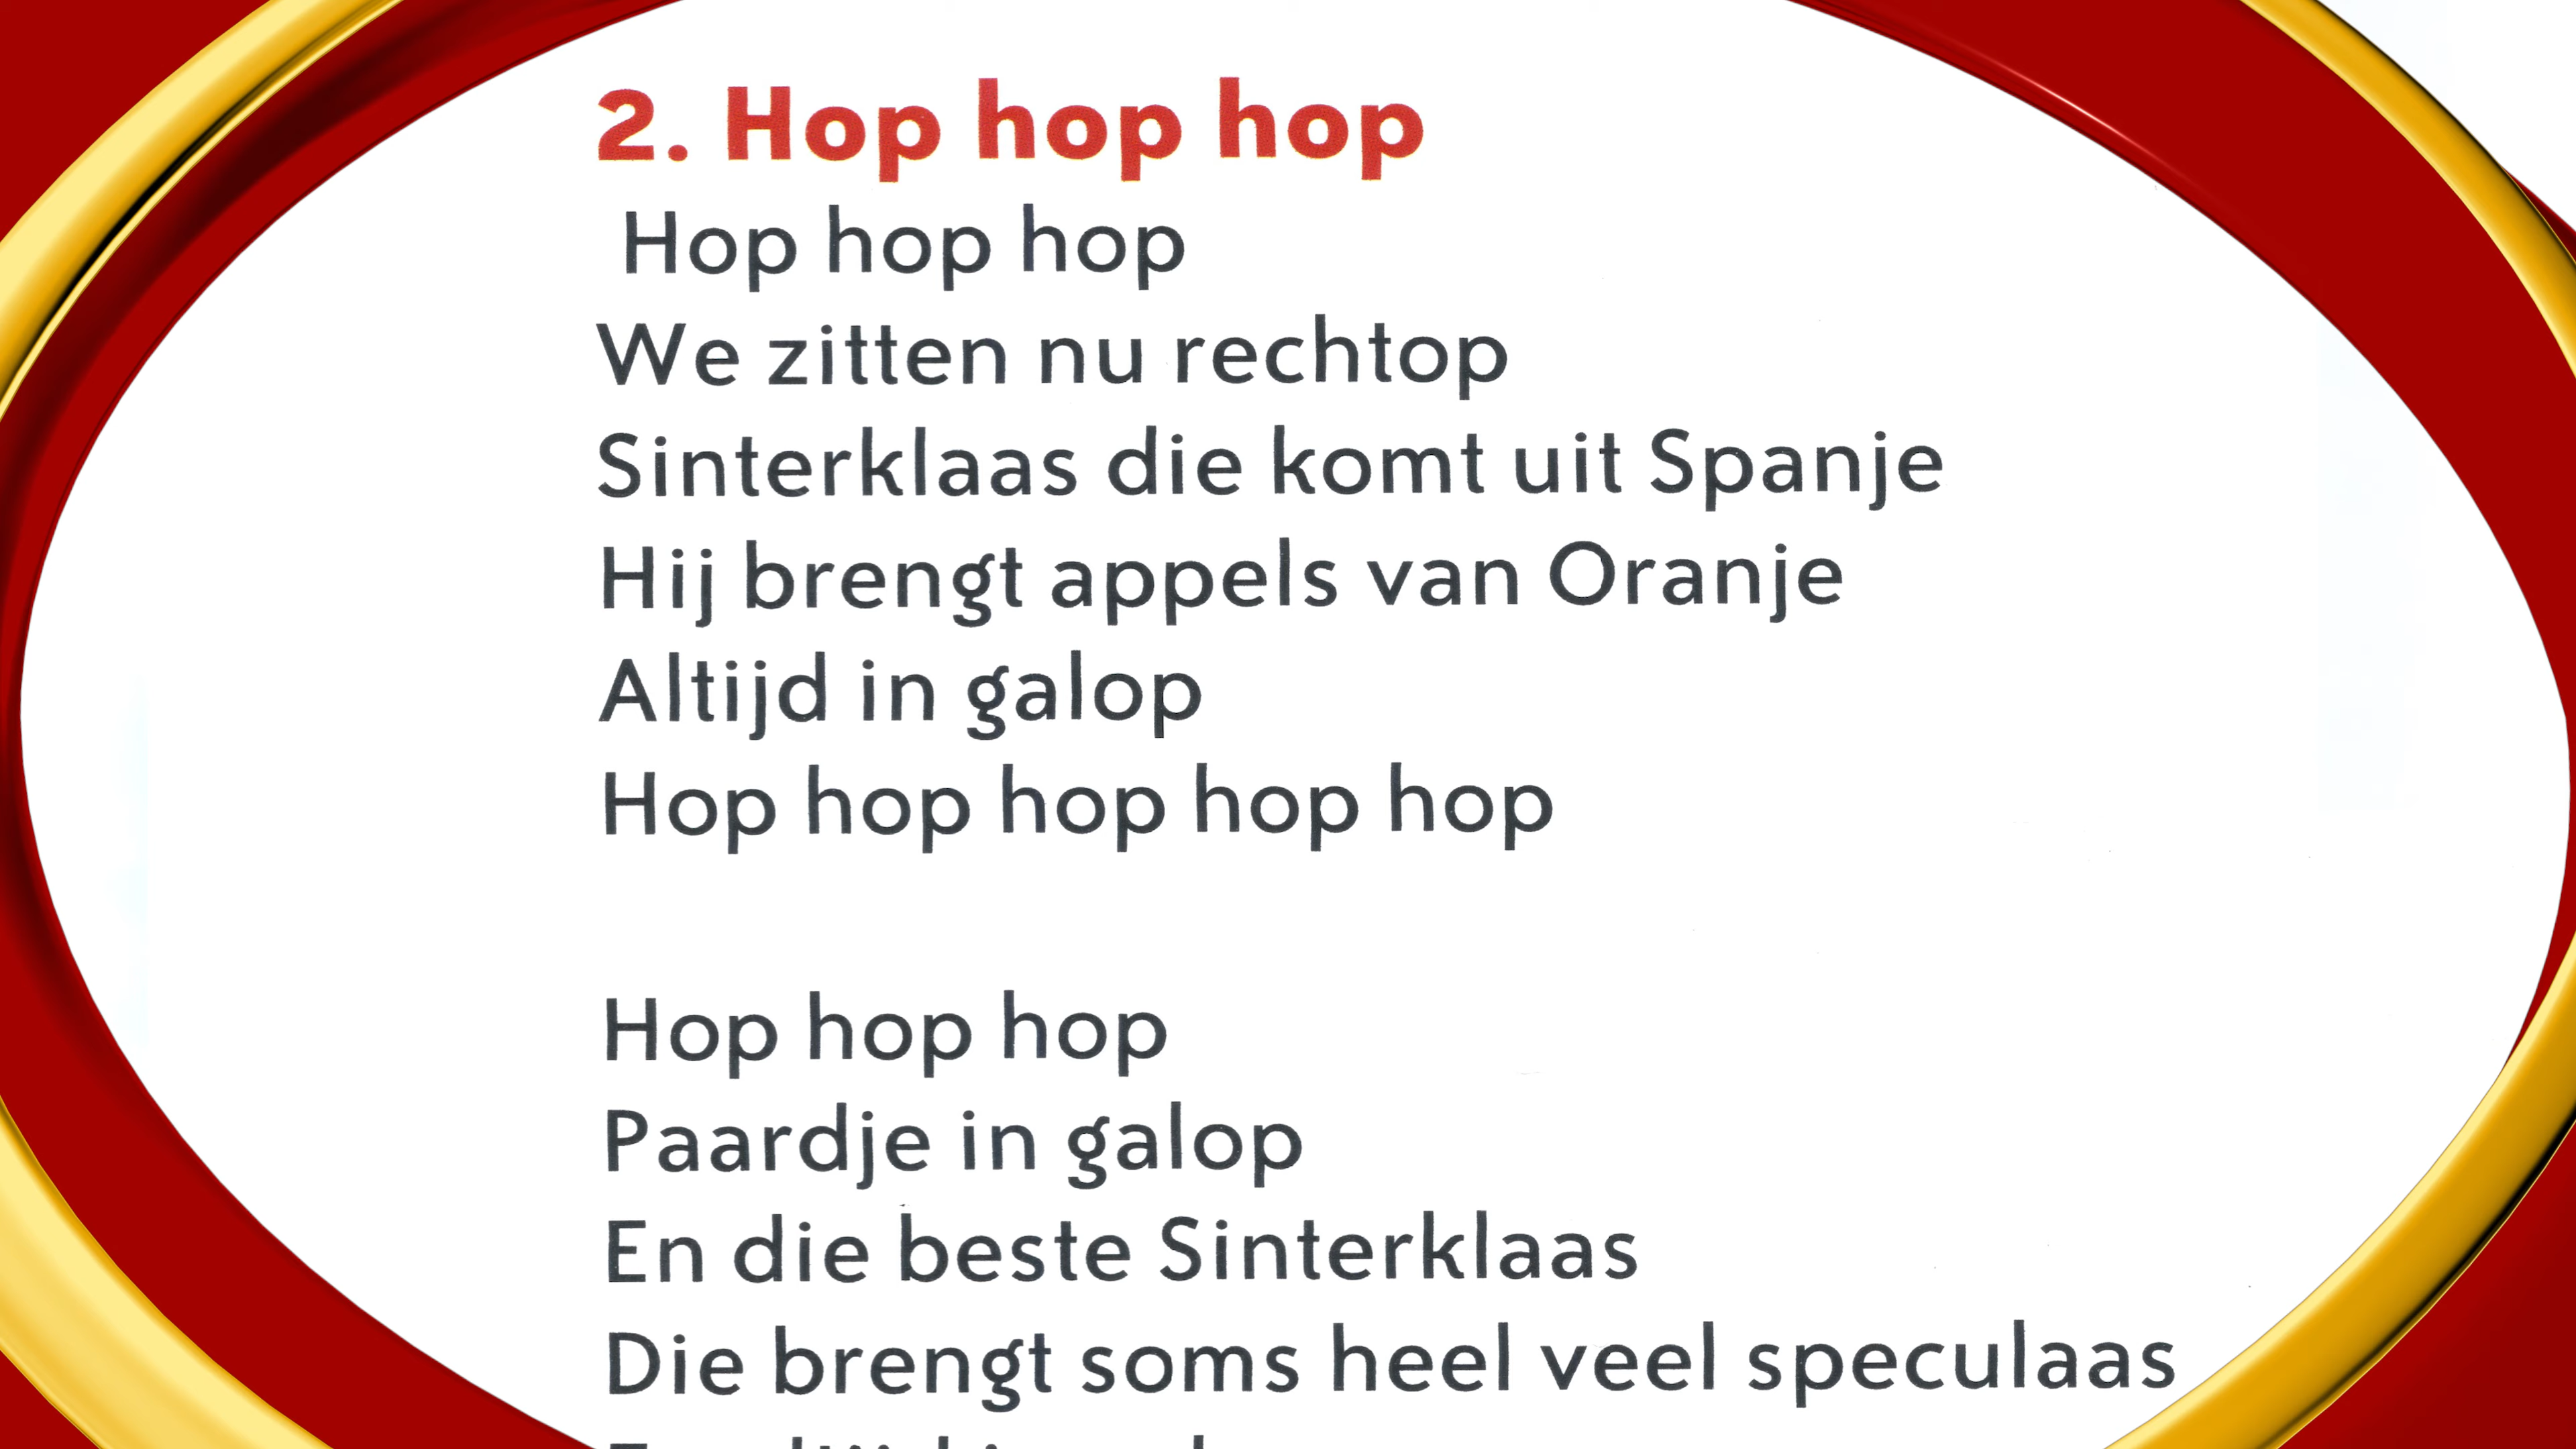 2. Hop hop hop
Hop hop hop
We zitten nu rechtop
Sinterklaas die komt uit Spanje
Hij brengt appels van Oranje
Altijd in galop
Hop hop hop hop hop
Hop hop hop
Paardje in galop
En die beste Sinterklaas
Die brengt soms heel veel speculaas